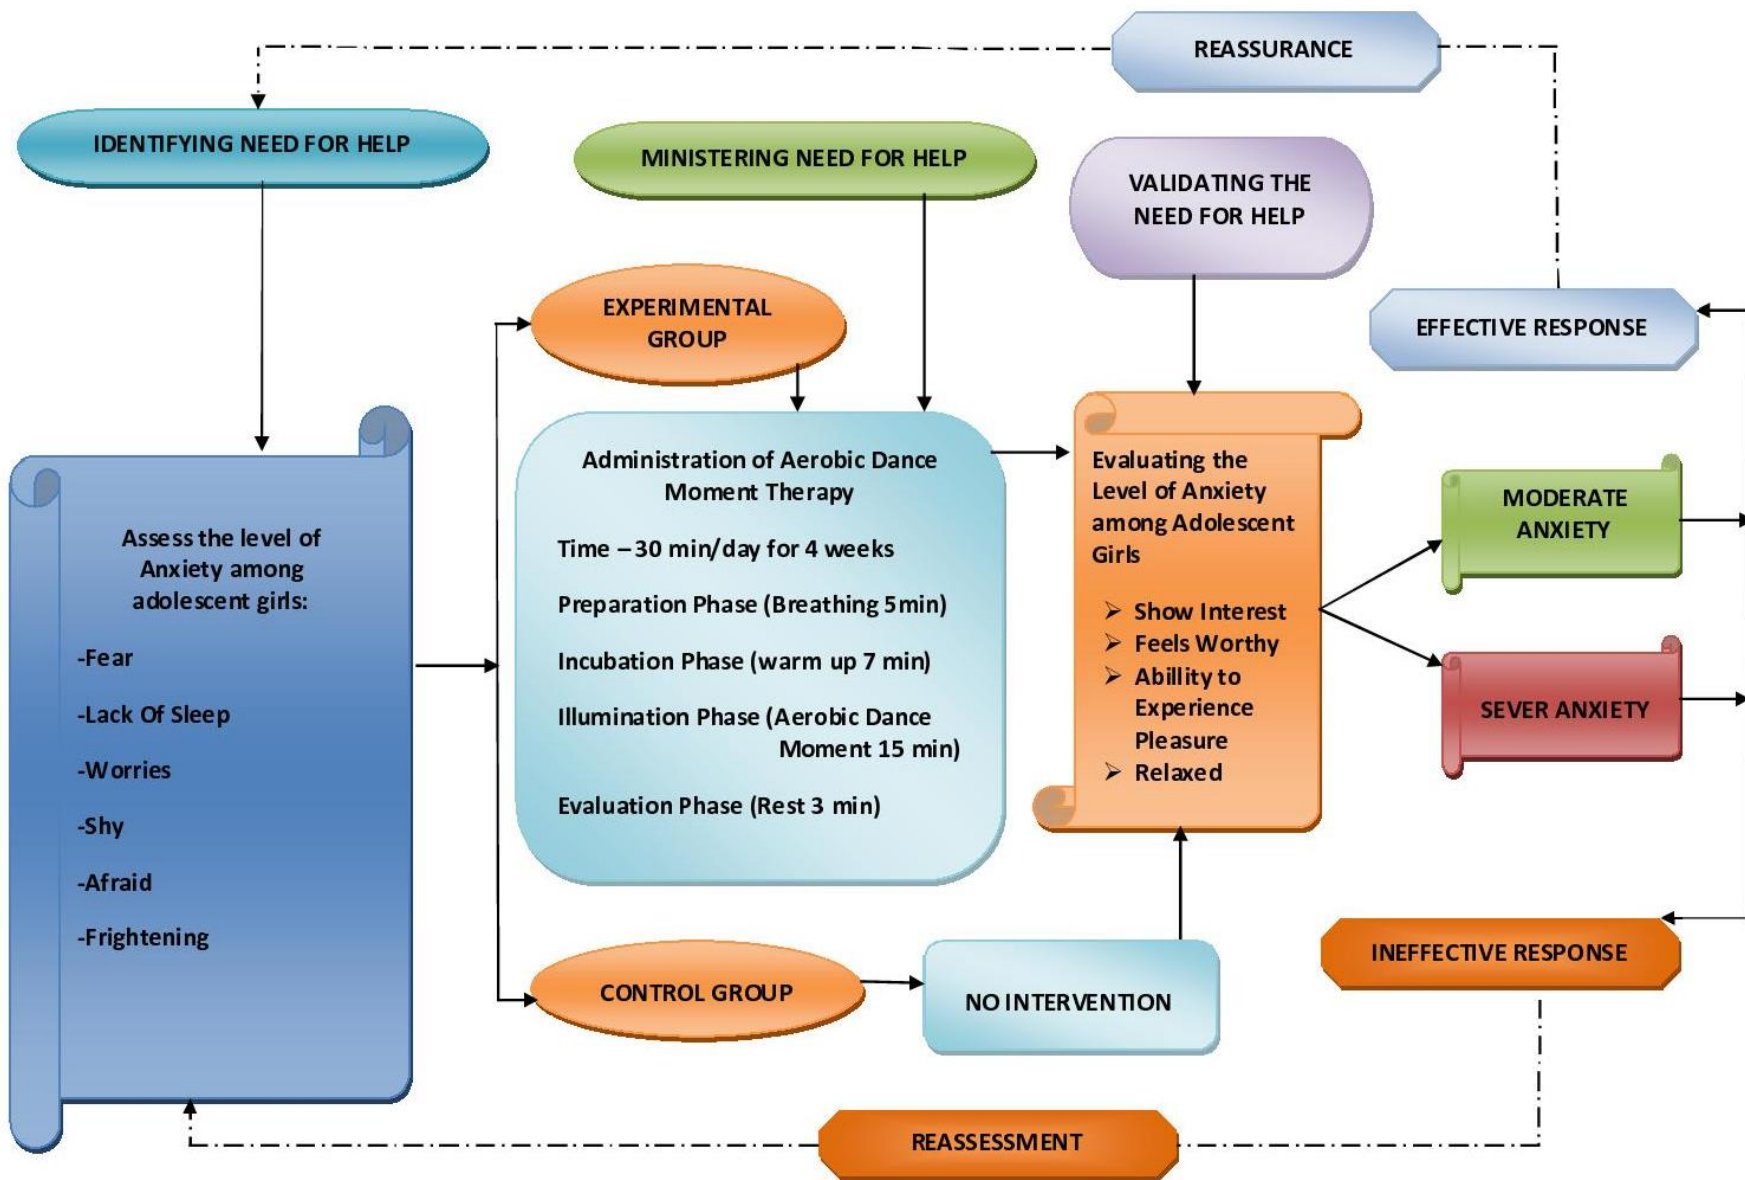 REASSURANCE
IDENTIFYING NEED FOR HELP
MINISTERING NEED FOR HELP
VALIDATING THE
NEED FOR HELP
EXPERIMENTAL
GROUP
EFFECTIVE RESPONSE
Assess the level of
Anxiety among
adolescent girls:
-Fear
-Lack Of Sleep
-Worries
-Shy
-Afraid
-Frightening
Administration of Aerobic Dance
Moment Therapy
Time – 30 min/day for 4 weeks
Preparation Phase (Breathing 5min)
Incubation Phase (warm up 7 min)
Illumination Phase (Aerobic Dance
Moment 15 min)
Evaluation Phase (Rest 3 min)
Evaluating the
Level of Anxiety
among Adolescent
Girls
➢ Show Interest
➢ Feels Worthy
➢ Abillity to
Experience
Pleasure
➢ Relaxed
MODERATE
ANXIETY
SEVER ANXIETY
CONTROL GROUP
NO INTERVENTION
INEFFECTIVE RESPONSE
REASSESSMENT